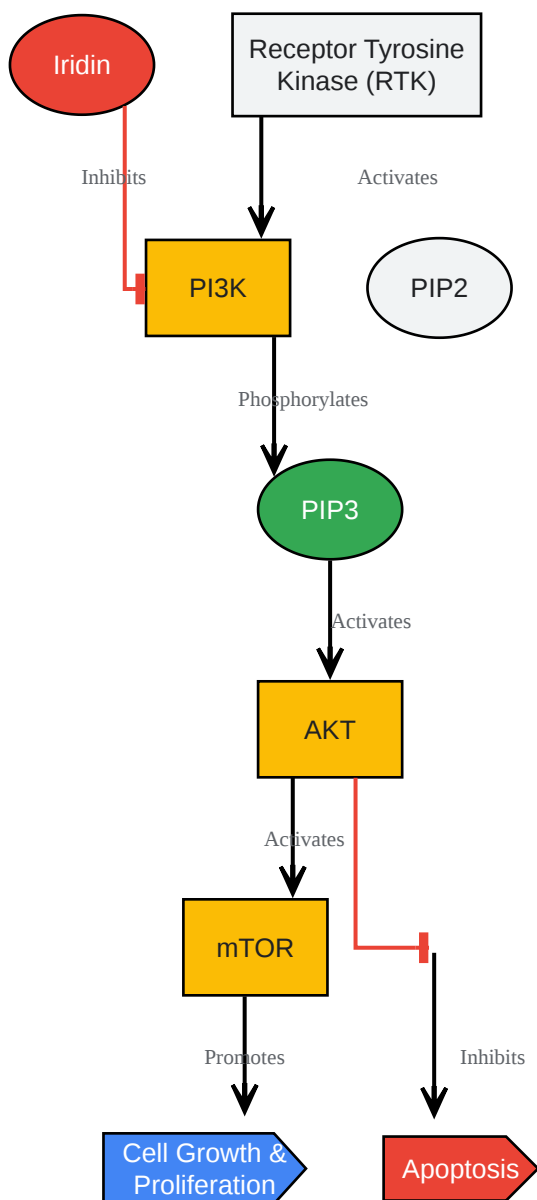 Iridin
Receptor Tyrosine
Kinase (RTK)
Inhibits
Activates
PI3K
PIP2
Phosphorylates
PIP3
Activates
AKT
Activates
mTOR
Promotes
Inhibits
Cell Growth &
Proliferation
Apoptosis